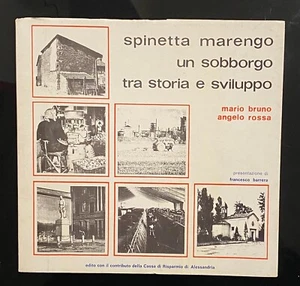 spinetta marengo
un sobborgo
tra storia e sviluppo
mario bruno
angelo rossa
presentazione di
francesco barrera
edito con il contributo della Cassa di Risparmio di Alessandria